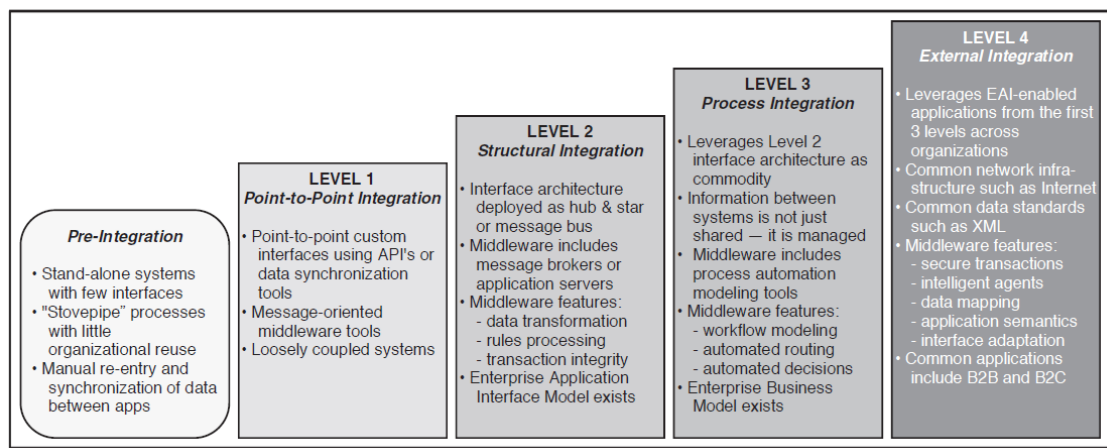 Pre-Integration
• Stand-alone systems
with few interfaces
• "Stovepipe” processes
with little
organizational reuse
• Manual re-entry and
synchronization of data
between apps
LEVEL 1
Point-to-Point Integration
• Point-to-point custom
interfaces using API's or
data synchronization
tools
• Message-oriented
middleware tools
• Loosely coupled systems
LEVEL 2
Structural Integration
• Interface architecture
deployed as hub & star
or message bus
• Middleware includes
message brokers or
application servers
• Middleware features:
- data transformation
- rules processing
- transaction integrity
• Enterprise Application
Interface Model exists
LEVEL 3
Process Integration
• Leverages Level 2
interface architecture as
commodity
• Information between
systems is not just
shared — it is managed
• Middleware includes
process automation
modeling tools
• Middleware features:
- workflow modeling
- automated routing
- automated decisions
• Enterprise Business
Model exists
LEVEL 4
External Integration
• Leverages EAI-enabled
applications from the first
3 levels across
organizations
• Common network infra-
structure such as Internet
• Common data standards
such as XML
• Middleware features:
- secure transactions
- intelligent agents
- data mapping
- application semantics
- interface adaptation
• Common applications
include B2B and B2C